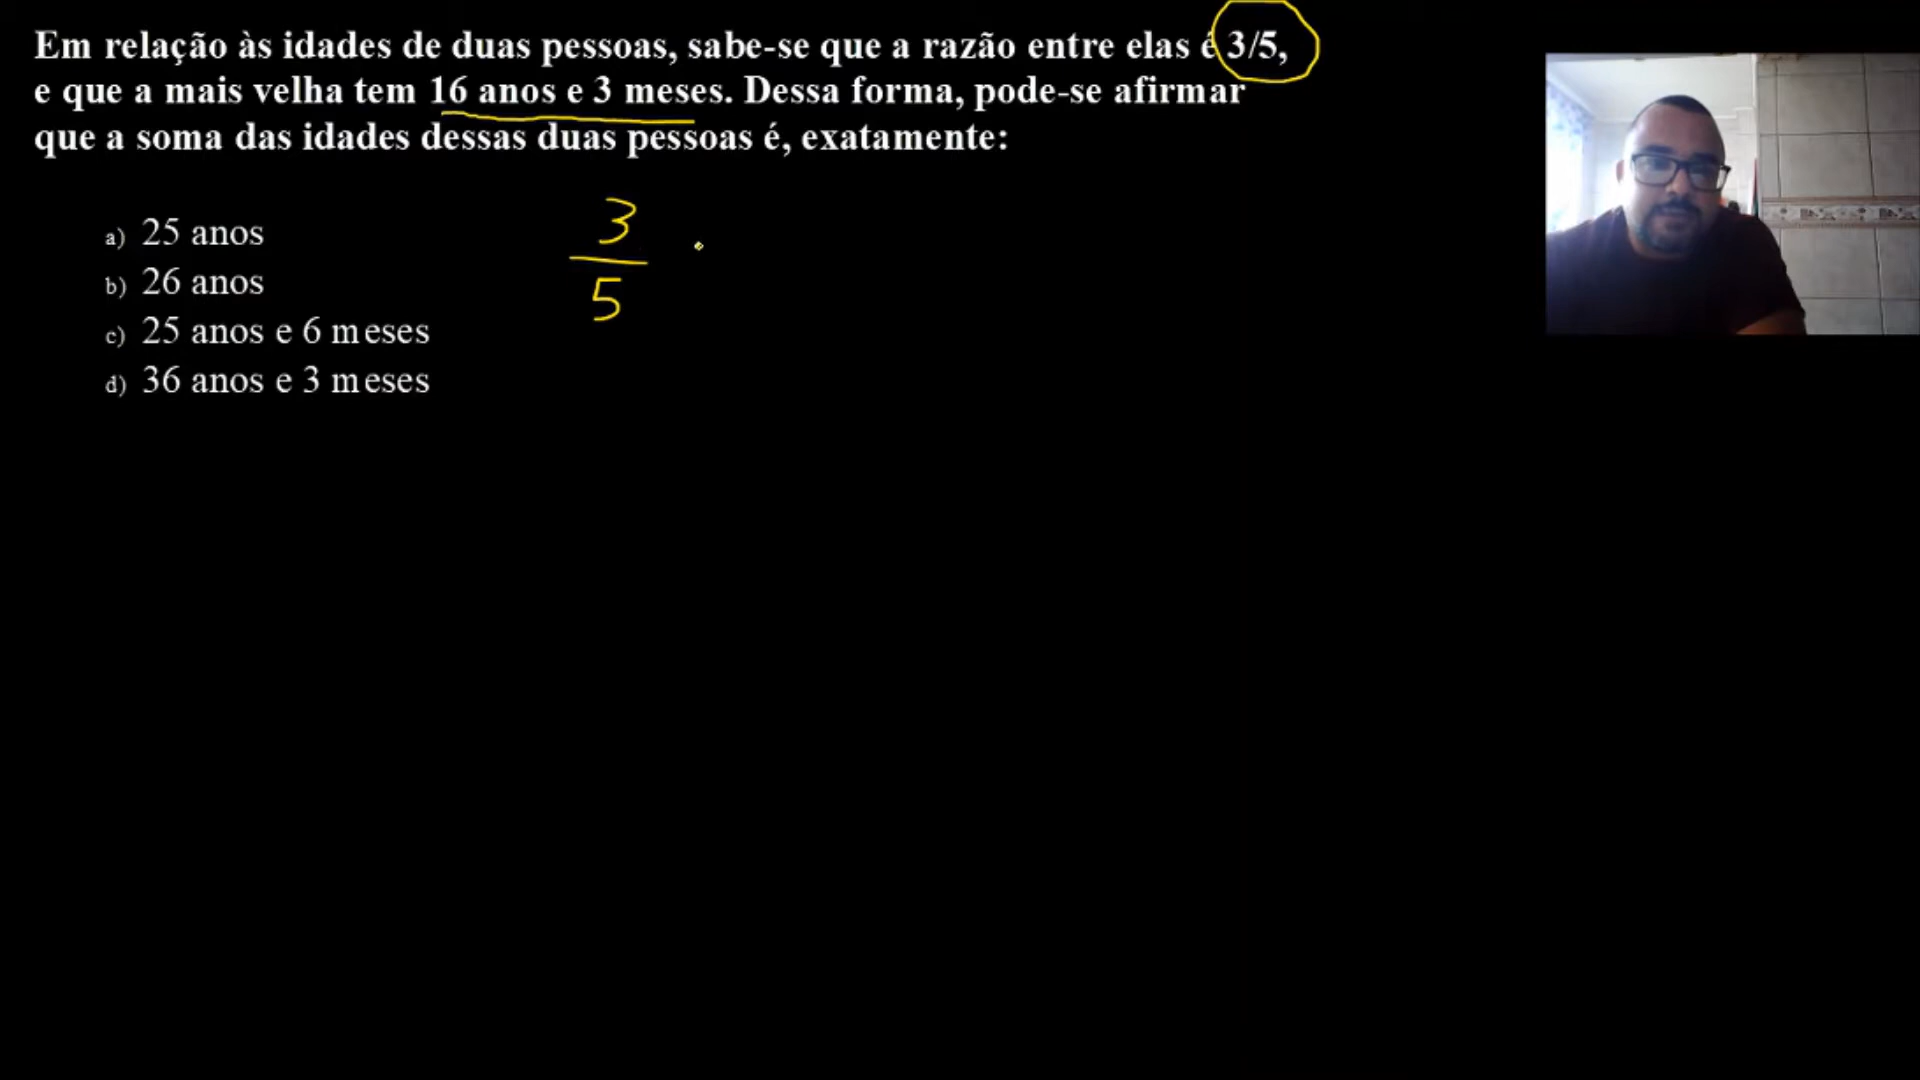 Em relação às idades de duas pessoas, sabe-se que a razão entre elas é 3/5,
e que a mais velha tem 16 anos e 3 meses. Dessa forma, pode-se afirmar
que a soma das idades dessas duas pessoas é, exatamente:
a) 25 anos
b) 26 anos
c) 25 anos e 6 meses
d) 36 anos e 3 meses
3
5